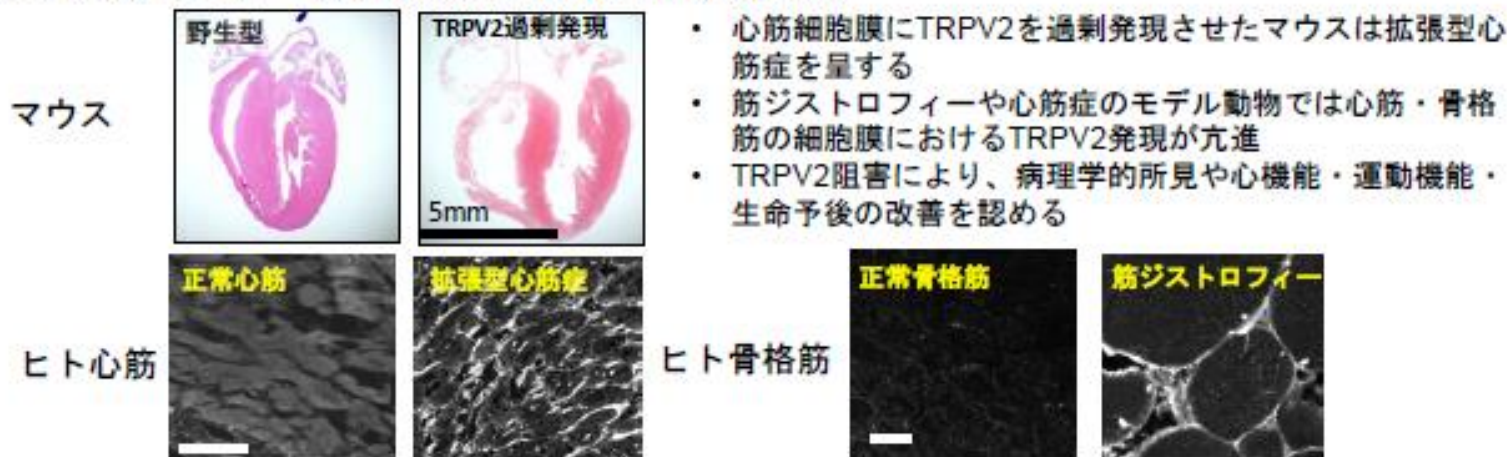 野生型
TRPV2過剰発現
マウス
5mm
• 心筋細胞膜にTRPV2を過剰発現させたマウスは拡張型心
筋症を呈する
• 筋ジストロフィーや心筋症のモデル動物では心筋・骨格
筋の細胞膜におけるTRPV2発現が亢進
• TRPV2阻害により、病理学的所見や心機能・運動機能・
生命予後の改善を認める
ヒト心筋
正常心筋
拡張型心筋症
ヒト骨格筋
正常骨格筋
筋ジストロフィー